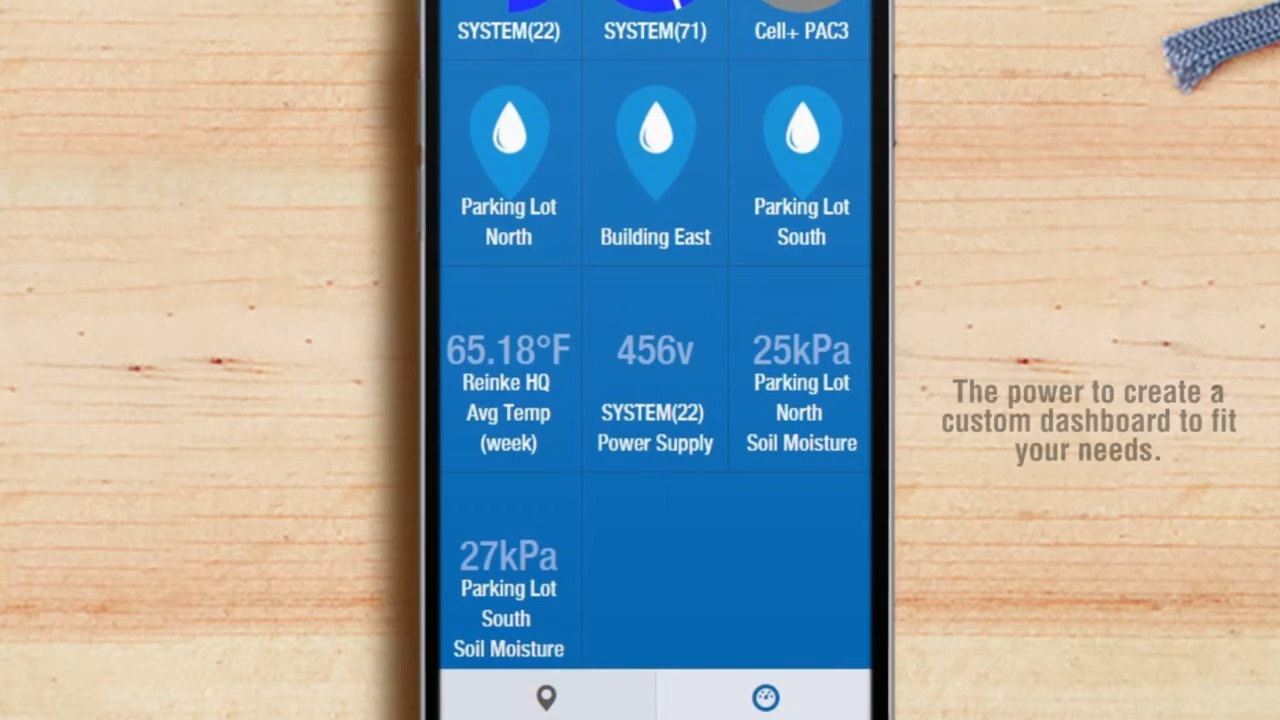 SYSTEM(22) SYSTEM(71) Cell+ PAC3
Parking Lot
North
Building East
Parking Lot
South
65.18°F
Reinke HQ
Avg Temp
(week)
456v
SYSTEM(22)
Power Supply
25kPa
Parking Lot
North
Soil Moisture
27kPa
Parking Lot
South
Soil Moisture
The power to create a
custom dashboard to fit
your needs.